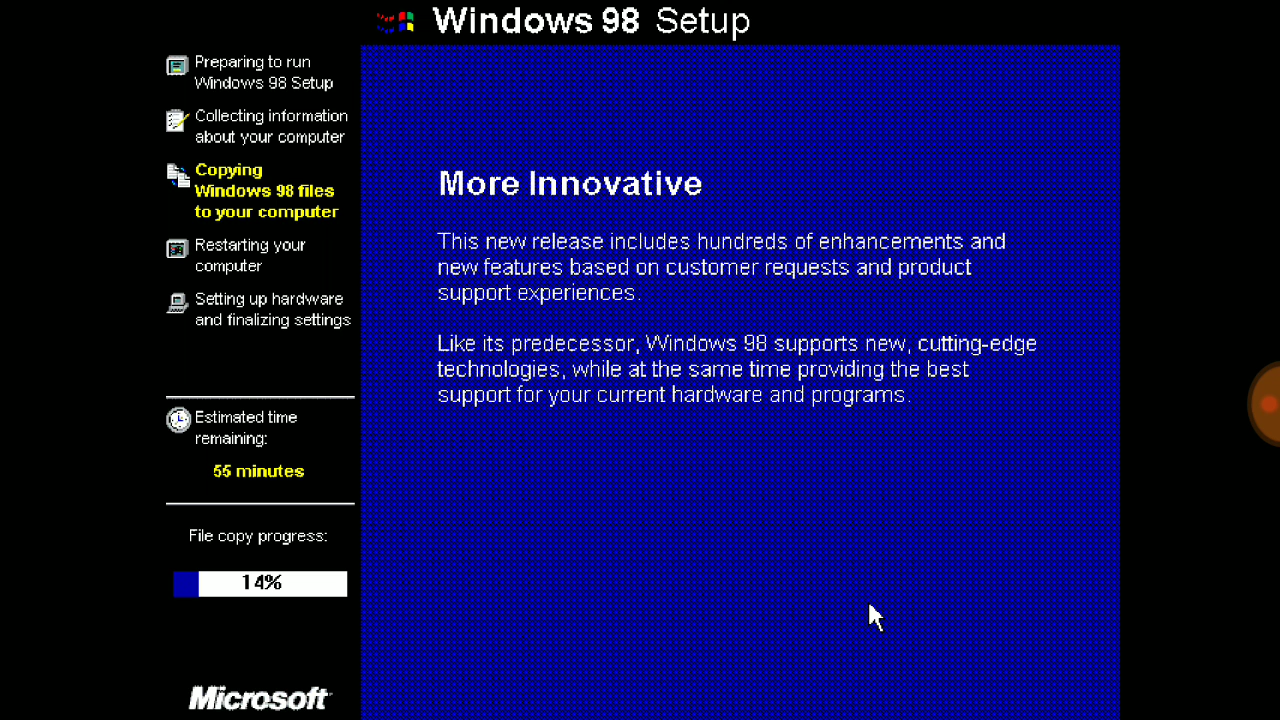 Windows 98 Setup
Preparing to run
Windows 98 Setup
Collecting information
about your computer
Copying
Windows 98 files
to your computer
Restarting your
computer
Setting up hardware
and finalizing settings
Estimated time
remaining:
55 minutes
File copy progress:
14%
Microsoft
More Innovative
This new release includes hundreds of enhancements and
new features based on customer requests and product
support experiences.
Like its predecessor, Windows 98 supports new, cutting-edge
technologies, while at the same time providing the best
support for your current hardware and programs.